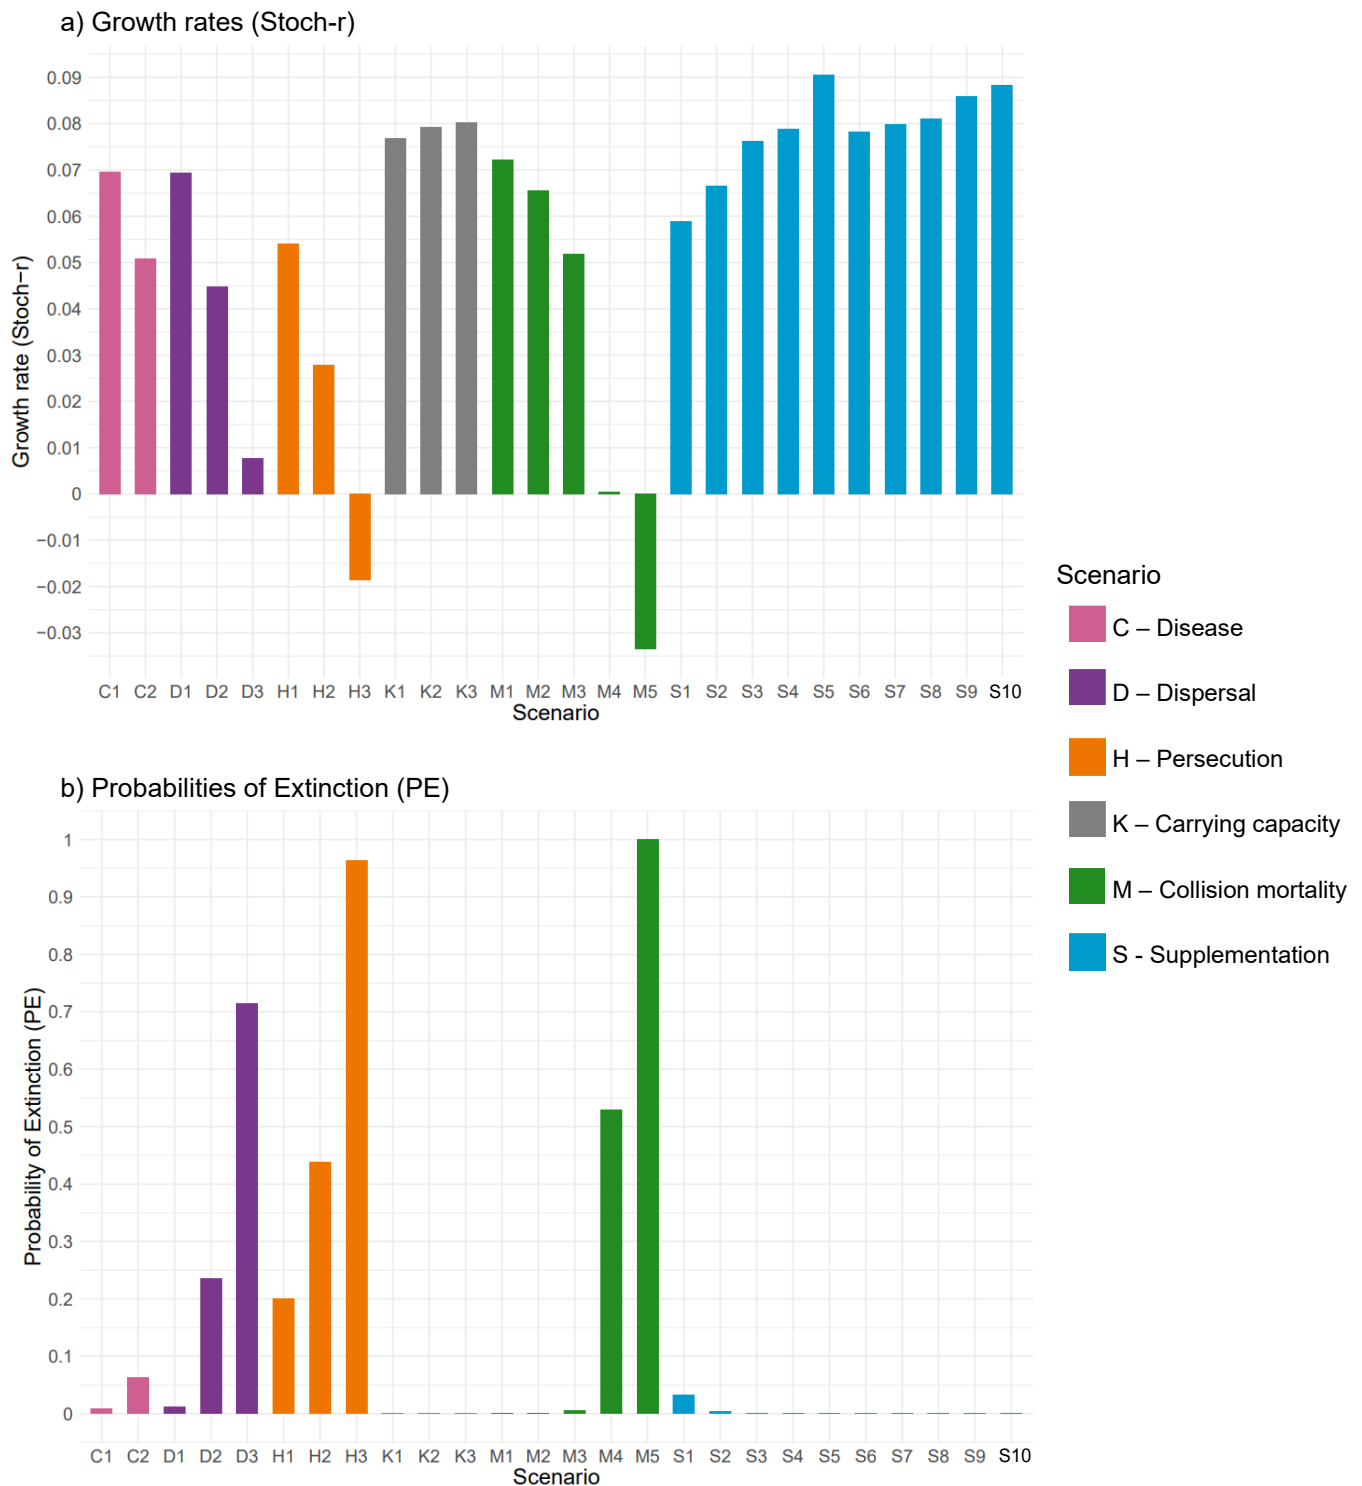 a) Growth rates (Stoch-r)
Growth rate (Stoch−r)
0.09
0.08
0.07
0.06
0.05
0.04
0.03
0.02
0.01
0
−0.01
−0.02
−0.03
C1 C2 D1 D2 D3 H1 H2 H3 K1 K2 K3 M1 M2 M3 M4 M5 S1 S2 S3 S4 S5 S6 S7 S8 S9 S10
Scenario
Scenario
C – Disease
D – Dispersal
H – Persecution
K – Carrying capacity
M – Collision mortality
S - Supplementation
b) Probabilities of Extinction (PE)
Probability of Extinction (PE)
1
0.9
0.8
0.7
0.6
0.5
0.4
0.3
0.2
0.1
0
C1 C2 D1 D2 D3 H1 H2 H3 K1 K2 K3 M1 M2 M3 M4 M5 S1 S2 S3 S4 S5 S6 S7 S8 S9 S10
Scenario